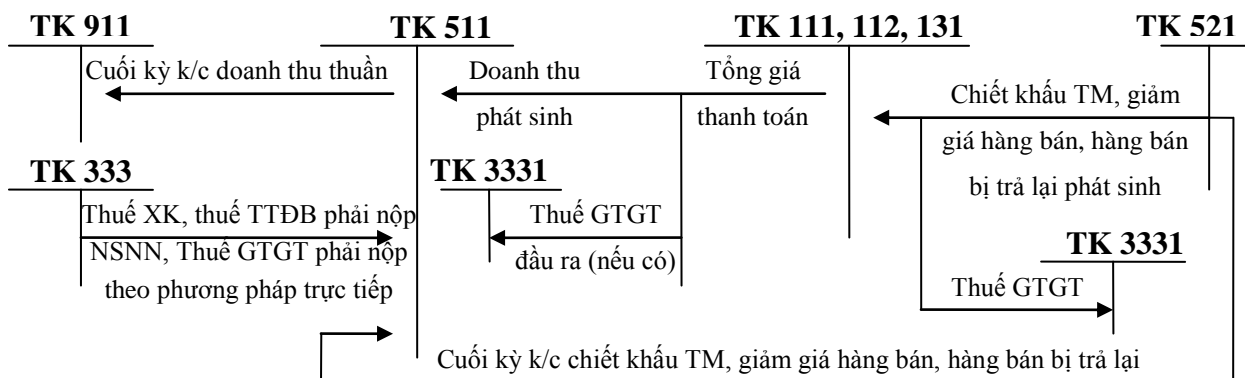 TK 911
TK 511
TK 111, 112, 131
TK 521
Cuối kỳ k/c doanh thu thuần
Doanh thu
phát sinh
Tổng giá
thanh toán
Chiết khấu TM, giảm
giá hàng bán, hàng bán
bị trả lại phát sinh
TK 333
TK 3331
Thuế XK, thuế TTĐB phải nộp
NSNN, Thuế GTGT phải nộp
theo phương pháp trực tiếp
Thuế GTGT
đầu ra (nếu có)
TK 3331
Thuế GTGT
Cuối kỳ k/c chiết khấu TM, giảm giá hàng bán, hàng bán bị trả lại